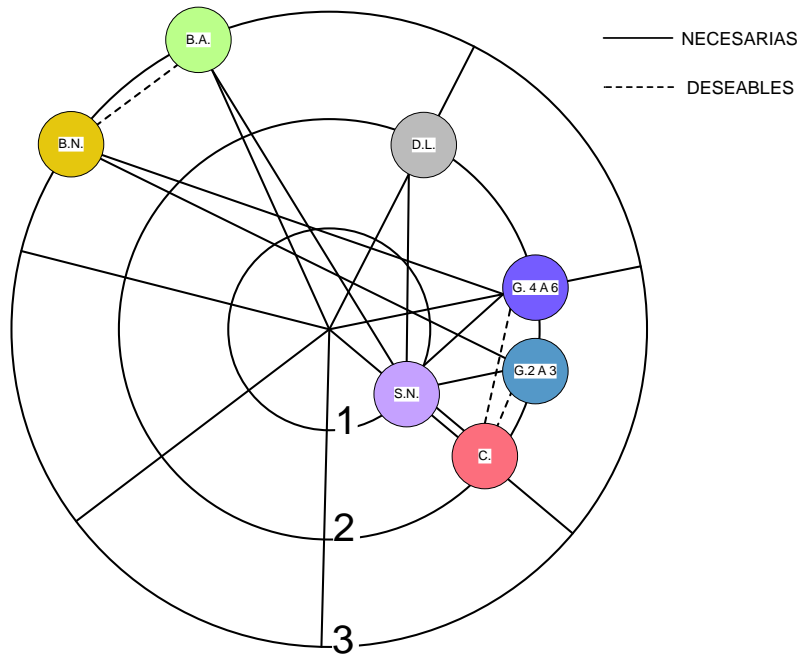 B.A.
NECESARIAS
DESEABLES
B.N.
D.L.
G. 4 A 6
G.2 A 3
S.N.
1
C.
2
3